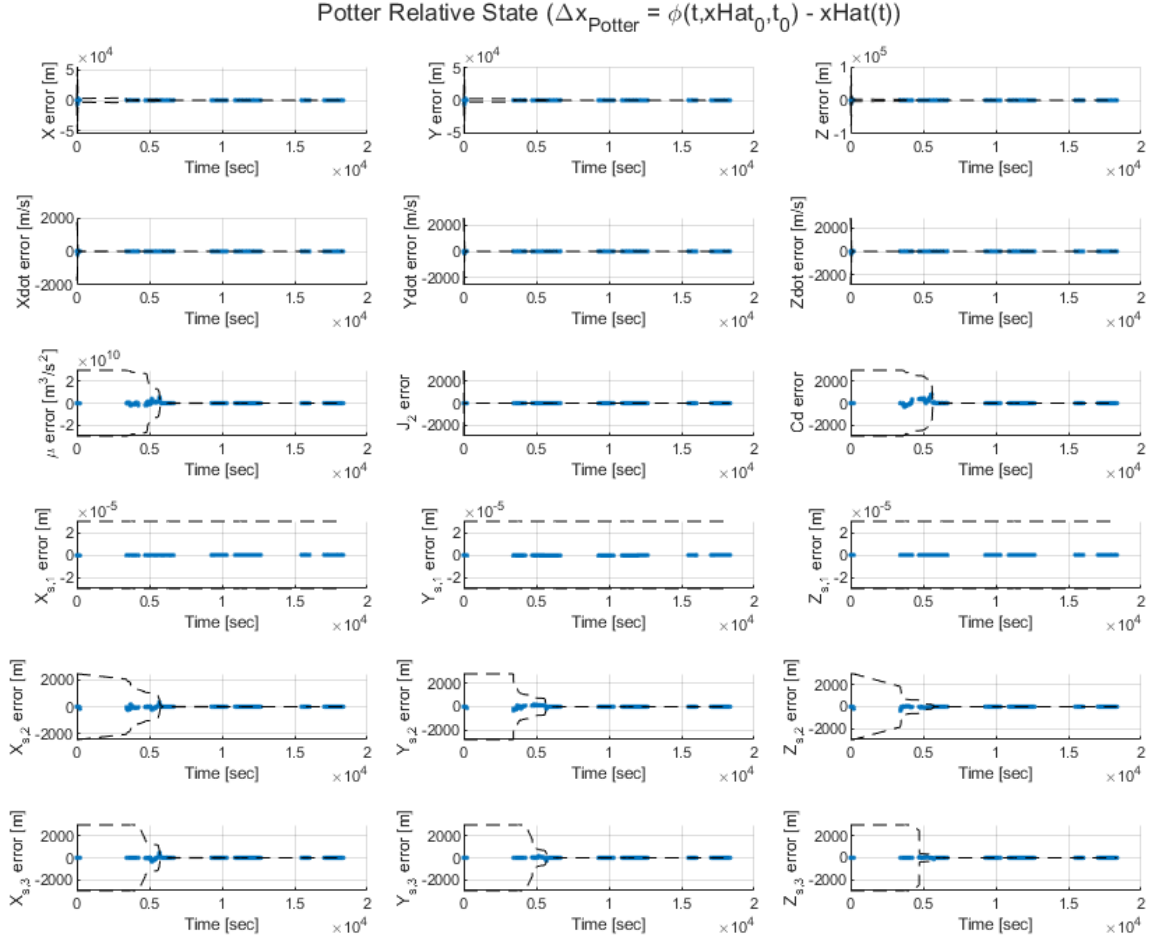 Potter Relative State (Δx_Potter = ϕ(t,xHat_0,t_0) - xHat(t))
×10^4 ×10^4 ×10^5
X error [m] 5 0 -5
Y error [m] 5 0 -5
Z error [m] 1 0 -1
0 0.5 1 1.5 2 0 0.5 1 1.5 2 0 0.5 1 1.5 2
Time [sec] ×10^4 Time [sec] ×10^4 Time [sec] ×10^4
Xdot error [m/s] 2000 0 -2000
Ydot error [m/s] 2000 0 -2000
Zdot error [m/s] 2000 0 -2000
0 0.5 1 1.5 2 0 0.5 1 1.5 2 0 0.5 1 1.5 2
Time [sec] ×10^4 Time [sec] ×10^4 Time [sec] ×10^4
×10^10
μ error [m^3/s^2] 2 0 -2
J_2 error 2000 0 -2000
Cd error 2000 0 -2000
0 0.5 1 1.5 2 0 0.5 1 1.5 2 0 0.5 1 1.5 2
Time [sec] ×10^4 Time [sec] ×10^4 Time [sec] ×10^4
×10^-5 ×10^-5 ×10^-5
X_s,1 error [m] 2 0 -2
Y_s,1 error [m] 2 0 -2
Z_s,1 error [m] 2 0 -2
0 0.5 1 1.5 2 0 0.5 1 1.5 2 0 0.5 1 1.5 2
Time [sec] ×10^4 Time [sec] ×10^4 Time [sec] ×10^4
X_s,2 error [m] 2000 0 -2000
Y_s,2 error [m] 2000 0 -2000
Z_s,2 error [m] 2000 0 -2000
0 0.5 1 1.5 2 0 0.5 1 1.5 2 0 0.5 1 1.5 2
Time [sec] ×10^4 Time [sec] ×10^4 Time [sec] ×10^4
X_s,3 error [m] 2000 0 -2000
Y_s,3 error [m] 2000 0 -2000
Z_s,3 error [m] 2000 0 -2000
0 0.5 1 1.5 2 0 0.5 1 1.5 2 0 0.5 1 1.5 2
Time [sec] ×10^4 Time [sec] ×10^4 Time [sec] ×10^4